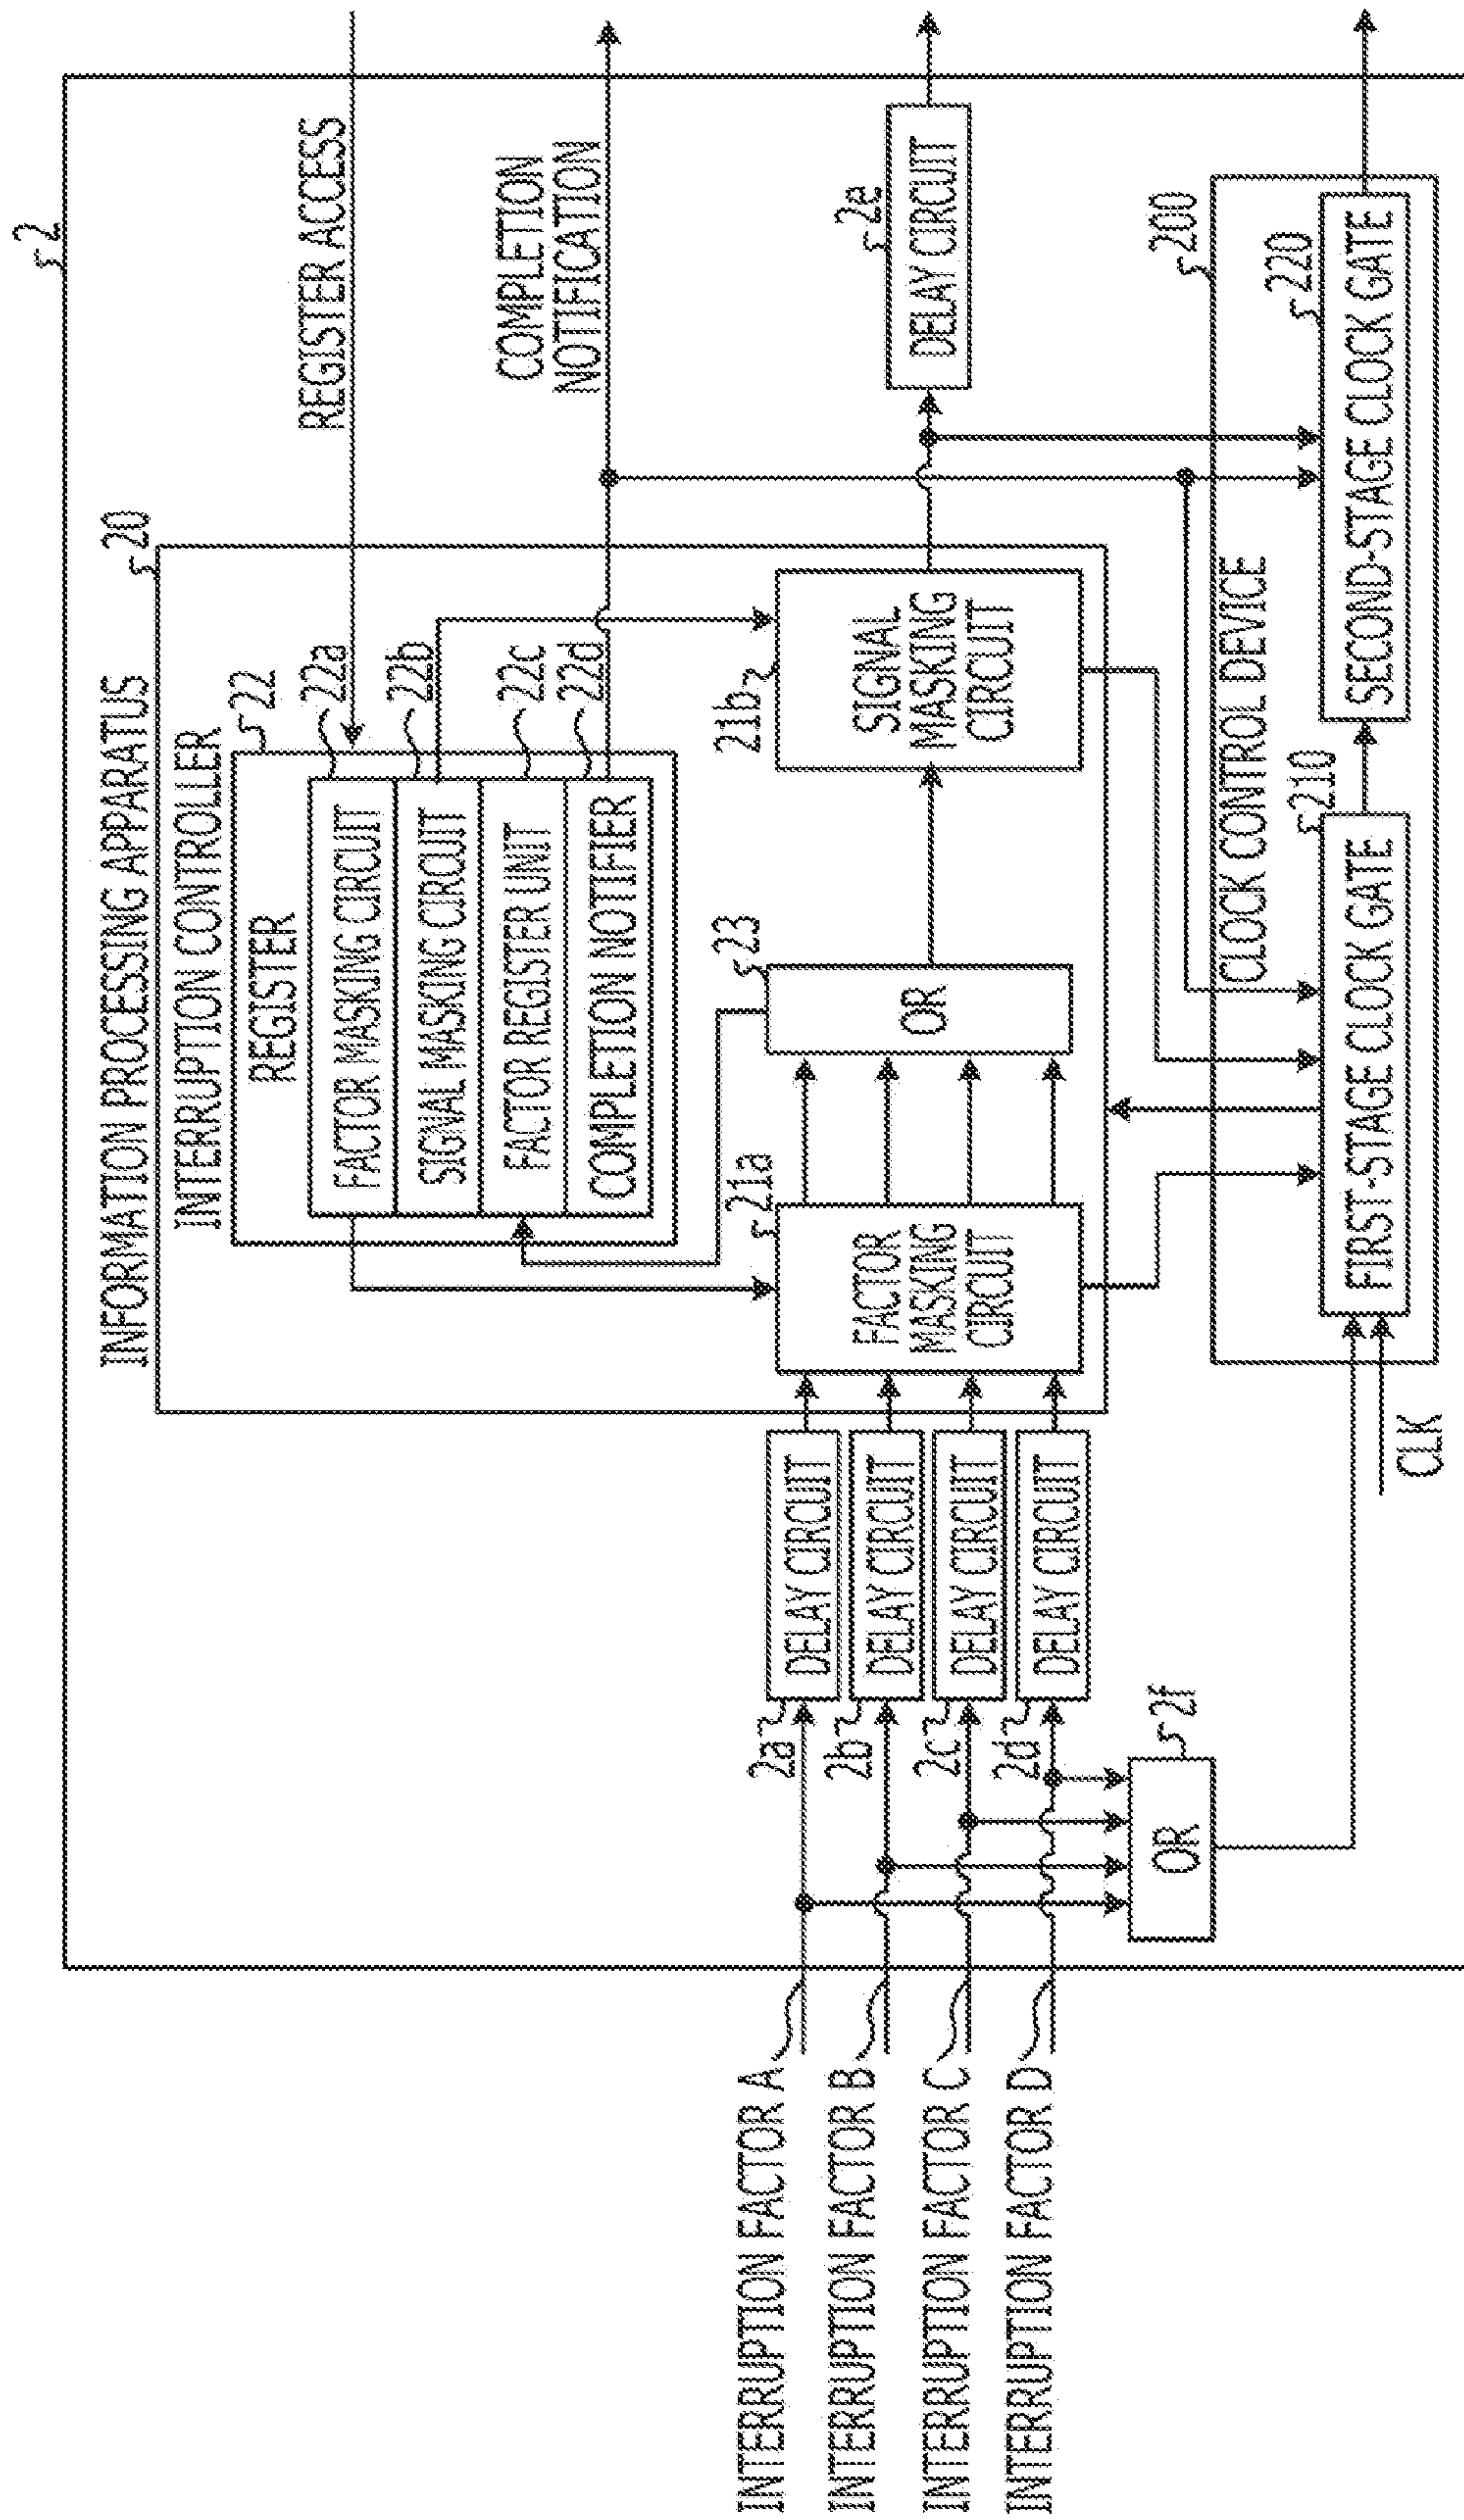 2
INFORMATION PROCESSING APPARATUS
20
INTERRUPTION CONTROLLER
22
REGISTER
22a
FACTOR MASKING CIRCUIT
22b
SIGNAL MASKING CIRCUIT
22c
FACTOR REGISTER UNIT
22d
COMPLETION NOTIFIER
REGISTER ACCESS
COMPLETION
NOTIFICATION
INTERRUPTION FACTOR A
INTERRUPTION FACTOR B
INTERRUPTION FACTOR C
INTERRUPTION FACTOR D
2a
DELAY CIRCUIT
2b
DELAY CIRCUIT
2c
DELAY CIRCUIT
2d
DELAY CIRCUIT
21a
FACTOR
MASKING
CIRCUIT
23
OR
21b
SIGNAL
MASKING
CIRCUIT
2e
DELAY CIRCUIT
2f
OR
200
CLOCK CONTROL DEVICE
210
FIRST-STAGE CLOCK GATE
220
SECOND-STAGE CLOCK GATE
CLK